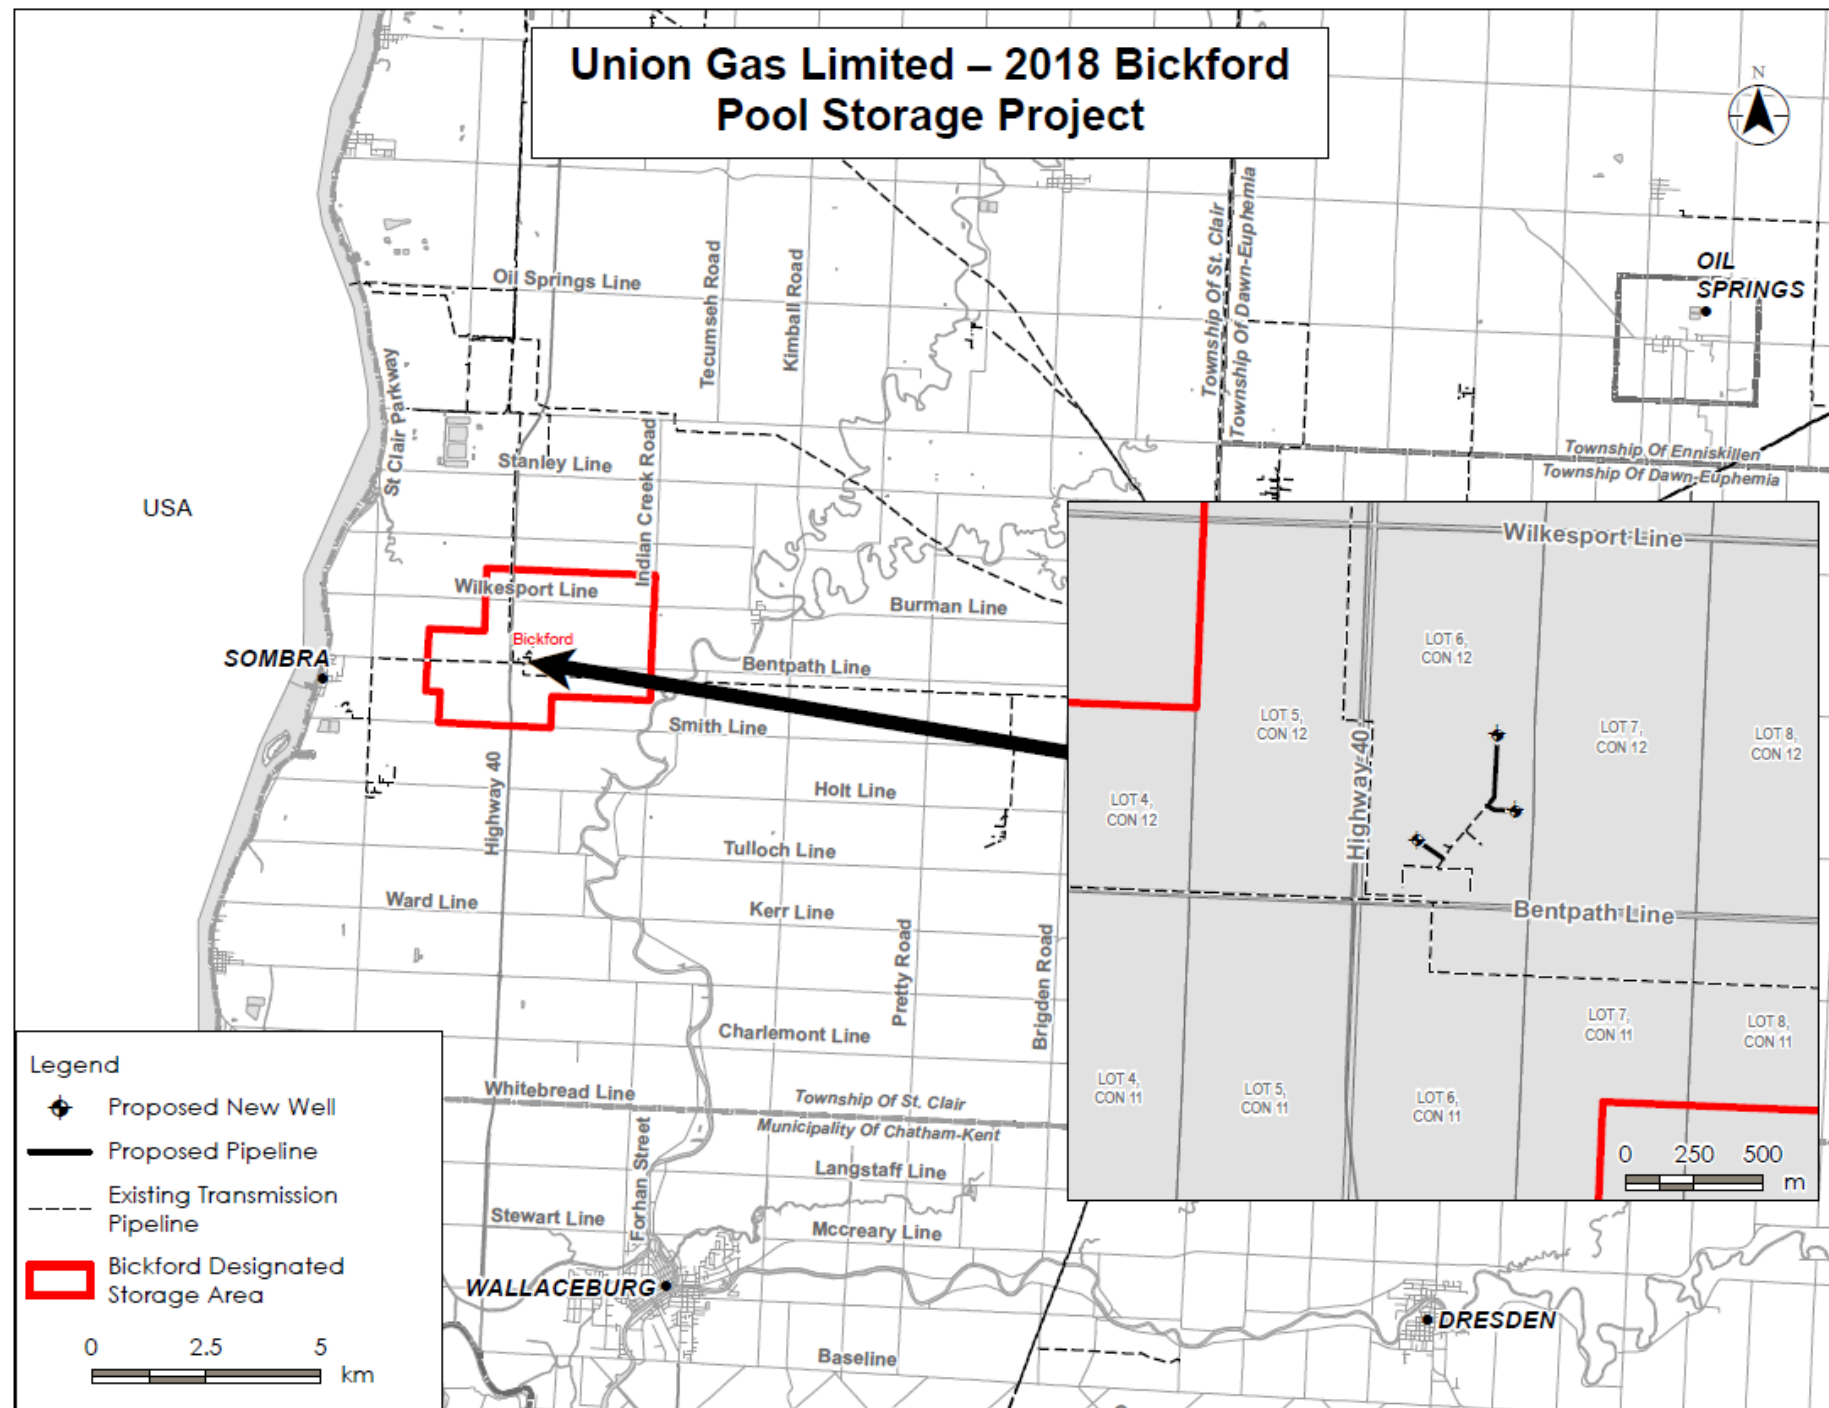 Union Gas Limited – 2018 Bickford
Pool Storage Project
N
Oil Springs Line
Tecumseh Road
Kimball Road
Township Of St. Clair
Township Of Dawn-Euphemia
OIL
SPRINGS
St Clair Parkway
Stanley Line
Indian Creek Road
Township Of Enniskillen
Township Of Dawn-Euphemia
USA
Wilkesport Line
Burman Line
Bickford
SOMBRA
Bentpath Line
Smith Line
Highway 40
Holt Line
Tulloch Line
Ward Line
Kerr Line
Pretty Road
Brigden Road
Charlemont Line
Whitebread Line
Township Of St. Clair
Municipality Of Chatham-Kent
Forhan Street
Langstaff Line
Stewart Line
Mccreary Line
WALLACEBURG
DRESDEN
Baseline
Wilkesport Line
LOT 6,
CON 12
LOT 5,
CON 12
LOT 7,
CON 12
LOT 8,
CON 12
Highway 40
LOT 4,
CON 12
Bentpath Line
LOT 7,
CON 11
LOT 8,
CON 11
LOT 4,
CON 11
LOT 5,
CON 11
LOT 6,
CON 11
0 250 500
m
Legend
Proposed New Well
Proposed Pipeline
Existing Transmission
Pipeline
Bickford Designated
Storage Area
0 2.5 5
km